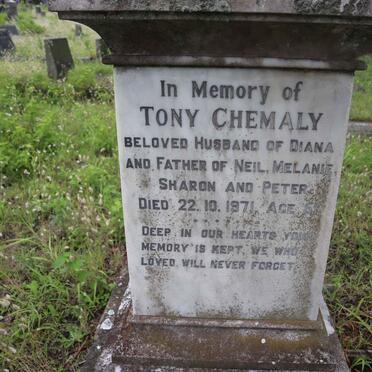 In Memory of
TONY CHEMALY
BELOVED HUSBAND OF DIANA
AND FATHER OF NEIL, MELANIE,
SHARON AND PETER
DIED 22. 10. 1971. AGE
DEEP IN OUR HEARTS YOUR
MEMORY IS KEPT, WE WHO
LOVED, WILL NEVER FORGET.